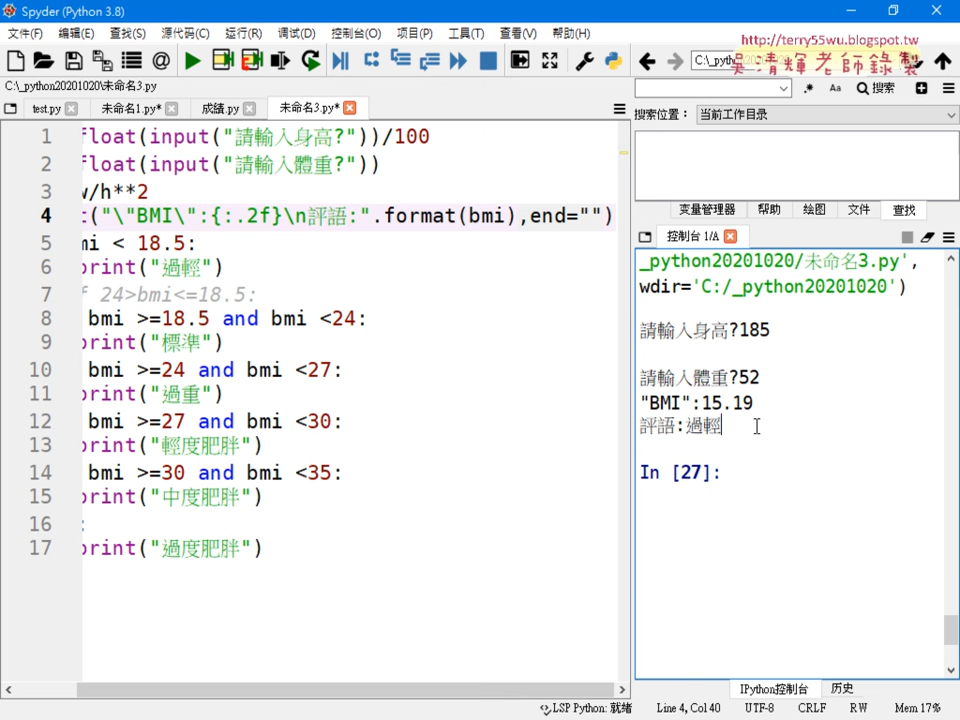 Spyder (Python 3.8)
文件(F) 编辑(E) 查找(S) 源代码(C) 运行(R) 调试(D) 控制台(O) 项目(P) 工具(T) 查看(V) 帮助(H)
http://terry55wu.blogspot.tw
吳清輝老師錄製
C:\_pyth
C:\_python20201020\未命名3.py
test.py 未命名1.py* 成績.py 未命名3.py*
搜索
搜索位置: 当前工作目录
1 float(input("請輸入身高?"))/100
2 float(input("請輸入體重?"))
3 w/h**2
4 t("\"BMI\":{:.2f}\n評語:".format(bmi),end="")
5 mi < 18.5:
6 print("過輕")
7 f 24>bmi<=18.5:
8 bmi >=18.5 and bmi <24:
9 print("標準")
10 bmi >=24 and bmi <27:
11 print("過重")
12 bmi >=27 and bmi <30:
13 print("輕度肥胖")
14 bmi >=30 and bmi <35:
15 print("中度肥胖")
16 :
17 print("過度肥胖")
变量管理器 帮助 绘图 文件 查找
控制台 1/A
_python20201020/未命名3.py',
wdir='C:/_python20201020')
請輸入身高?185
請輸入體重?52
"BMI":15.19
評語:過輕
In [27]:
IPython控制台 历史
LSP Python: 就绪 Line 4, Col 40 UTF-8 CRLF RW Mem 17%